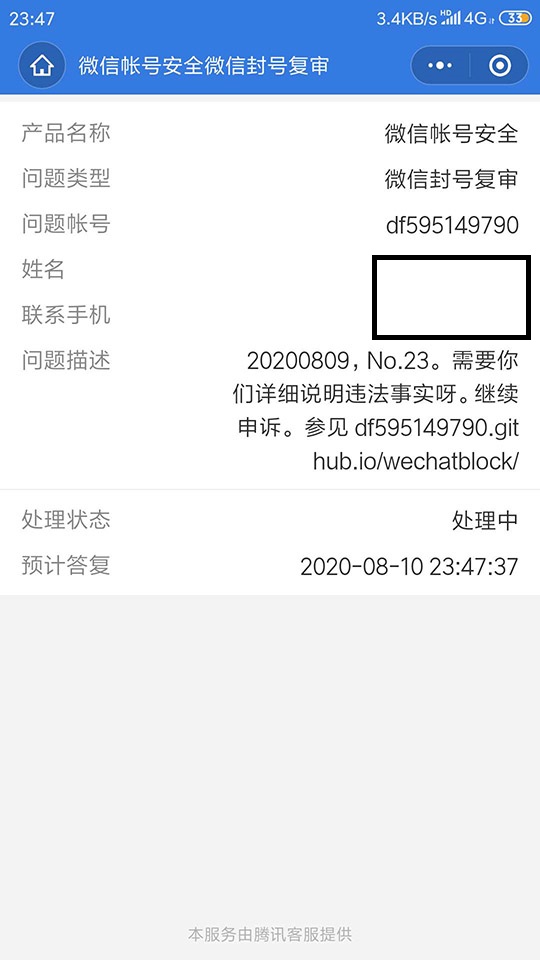 23:47 3.4KB/s HD 4G 33
微信帐号安全微信封号复审
产品名称 微信帐号安全
问题类型 微信封号复审
问题帐号 df595149790
姓名
联系手机
问题描述 20200809，No.23。需要你
们详细说明违法事实呀。继续
申诉。参见 df595149790.git
hub.io/wechatblock/
处理状态 处理中
预计答复 2020-08-10 23:47:37
本服务由腾讯客服提供